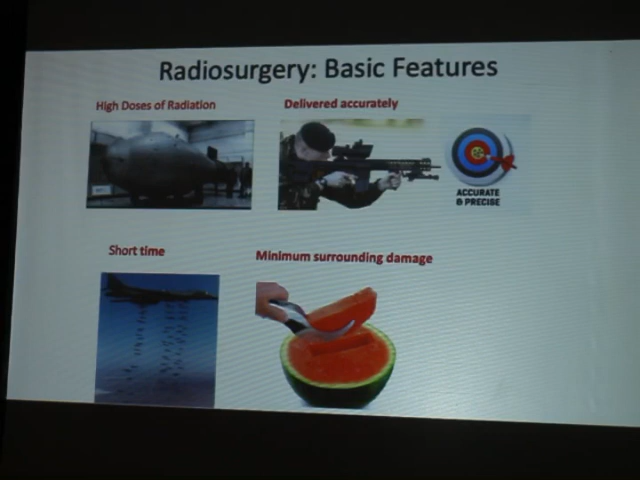 Radiosurgery: Basic Features
High Doses of Radiation
Delivered accurately
ACCURATE
& PRECISE
Short time
Minimum surrounding damage